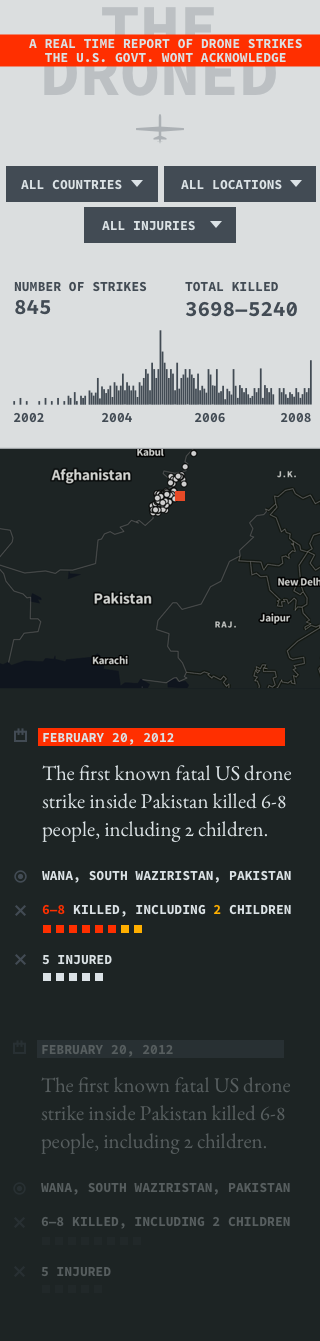 THE
A REAL TIME REPORT OF DRONE STRIKES
THE U.S. GOVT. WONT ACKNOWLEDGE
DRONED
ALL COUNTRIES
ALL LOCATIONS
ALL INJURIES
NUMBER OF STRIKES
845
TOTAL KILLED
3698–5240
2002 2004 2006 2008
Kabul
Afghanistan
J.K.
New Delh
Pakistan
Jaipur
RAJ.
Karachi
FEBRUARY 20, 2012
The first known fatal US drone
strike inside Pakistan killed 6-8
people, including 2 children.
WANA, SOUTH WAZIRISTAN, PAKISTAN
6–8 KILLED, INCLUDING 2 CHILDREN
5 INJURED
FEBRUARY 20, 2012
The first known fatal US drone
strike inside Pakistan killed 6-8
people, including 2 children.
WANA, SOUTH WAZIRISTAN, PAKISTAN
6–8 KILLED, INCLUDING 2 CHILDREN
5 INJURED